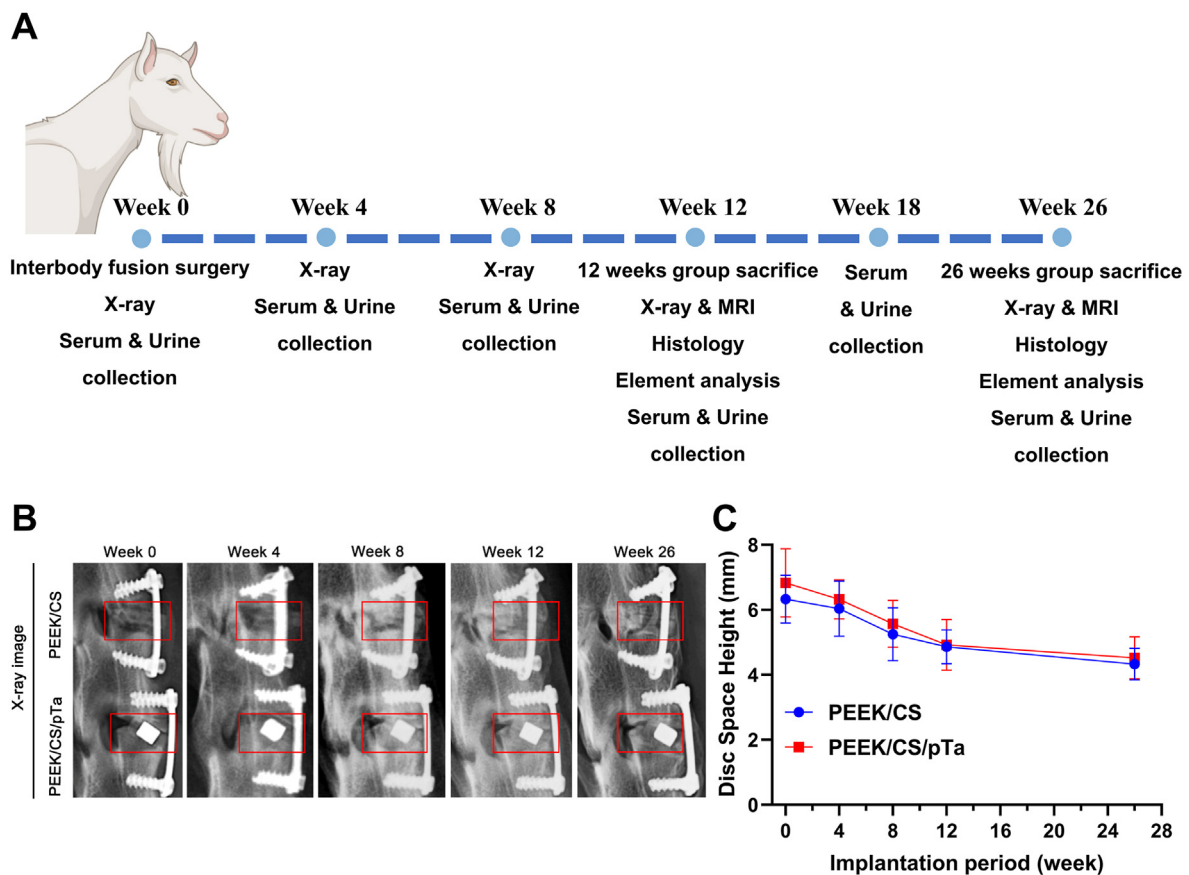 A
Week 0
Week 4
Week 8
Week 12
Week 18
Week 26
Interbody fusion surgery
X-ray
Serum & Urine
collection
X-ray
Serum & Urine
collection
X-ray
Serum & Urine
collection
12 weeks group sacrifice
X-ray & MRI
Histology
Element analysis
Serum & Urine
collection
Serum
& Urine
collection
26 weeks group sacrifice
X-ray & MRI
Histology
Element analysis
Serum & Urine
collection
B
Week 0
Week 4
Week 8
Week 12
Week 26
X-ray image
PEEK/CS
PEEK/CS/pTa
C
Disc Space Height (mm)
8
6
4
2
0
PEEK/CS
PEEK/CS/pTa
0 4 8 12 16 20 24 28
Implantation period (week)